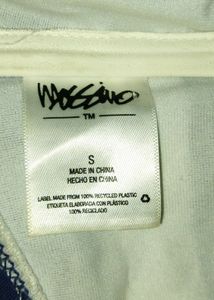 Mossimo
TM
S
MADE IN CHINA
HECHO EN CHINA
LABEL MADE FROM 100% RECYCLED PLASTIC
ETIQUETA ELABORADA CON PLÁSTICO
100% RECICLADO